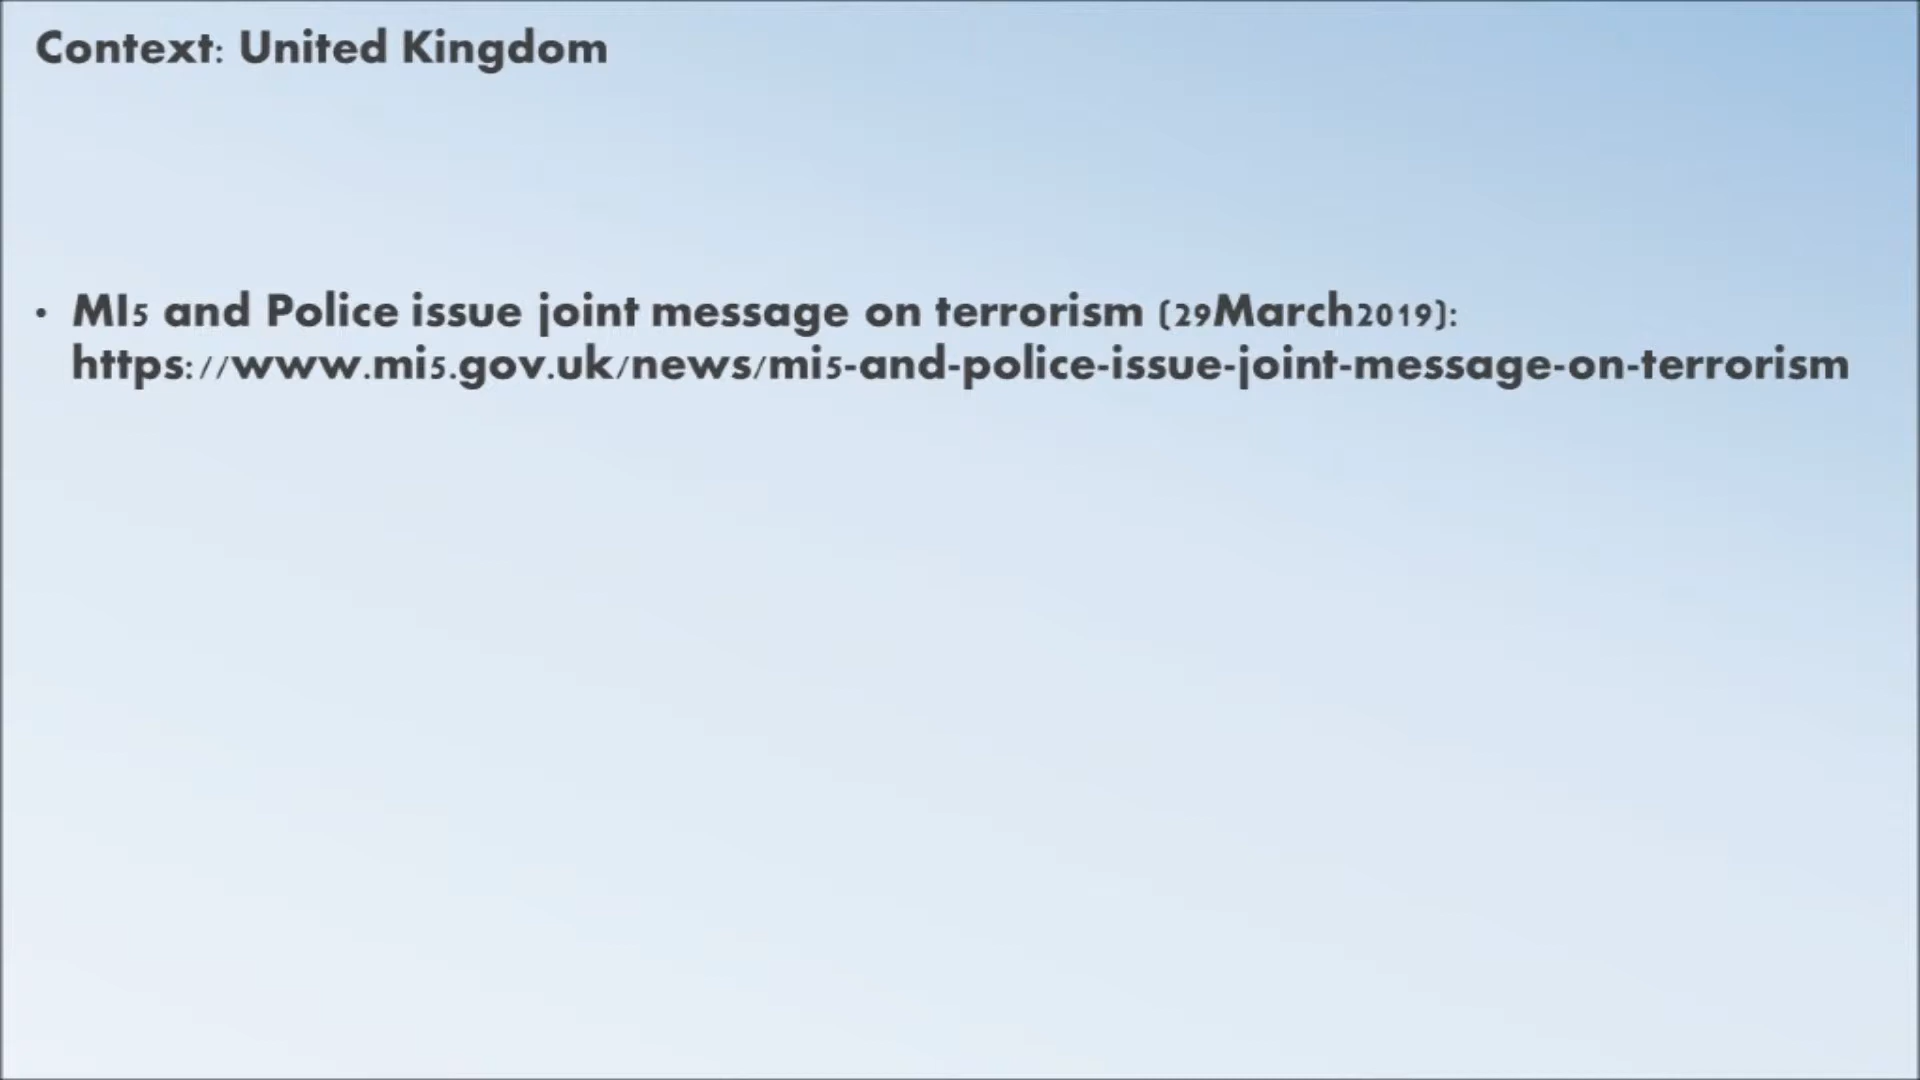 Context: United Kingdom
• MI5 and Police issue joint message on terrorism (29March2019):
https://www.mi5.gov.uk/news/mi5-and-police-issue-joint-message-on-terrorism